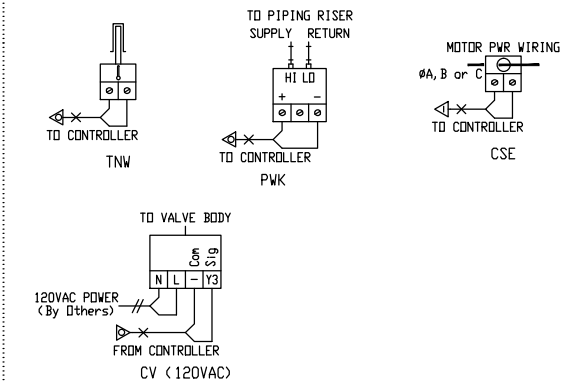 TO CONTROLLER
TNW
TO PIPING RISER
SUPPLY RETURN
HI LO
+ −
TO CONTROLLER
PWK
MOTOR PWR WIRING
ØA, B or C
TO CONTROLLER
CSE
TO VALVE BODY
Com
Sig
N L − Y3
120VAC POWER
(By Others)
FROM CONTROLLER
CV (120VAC)